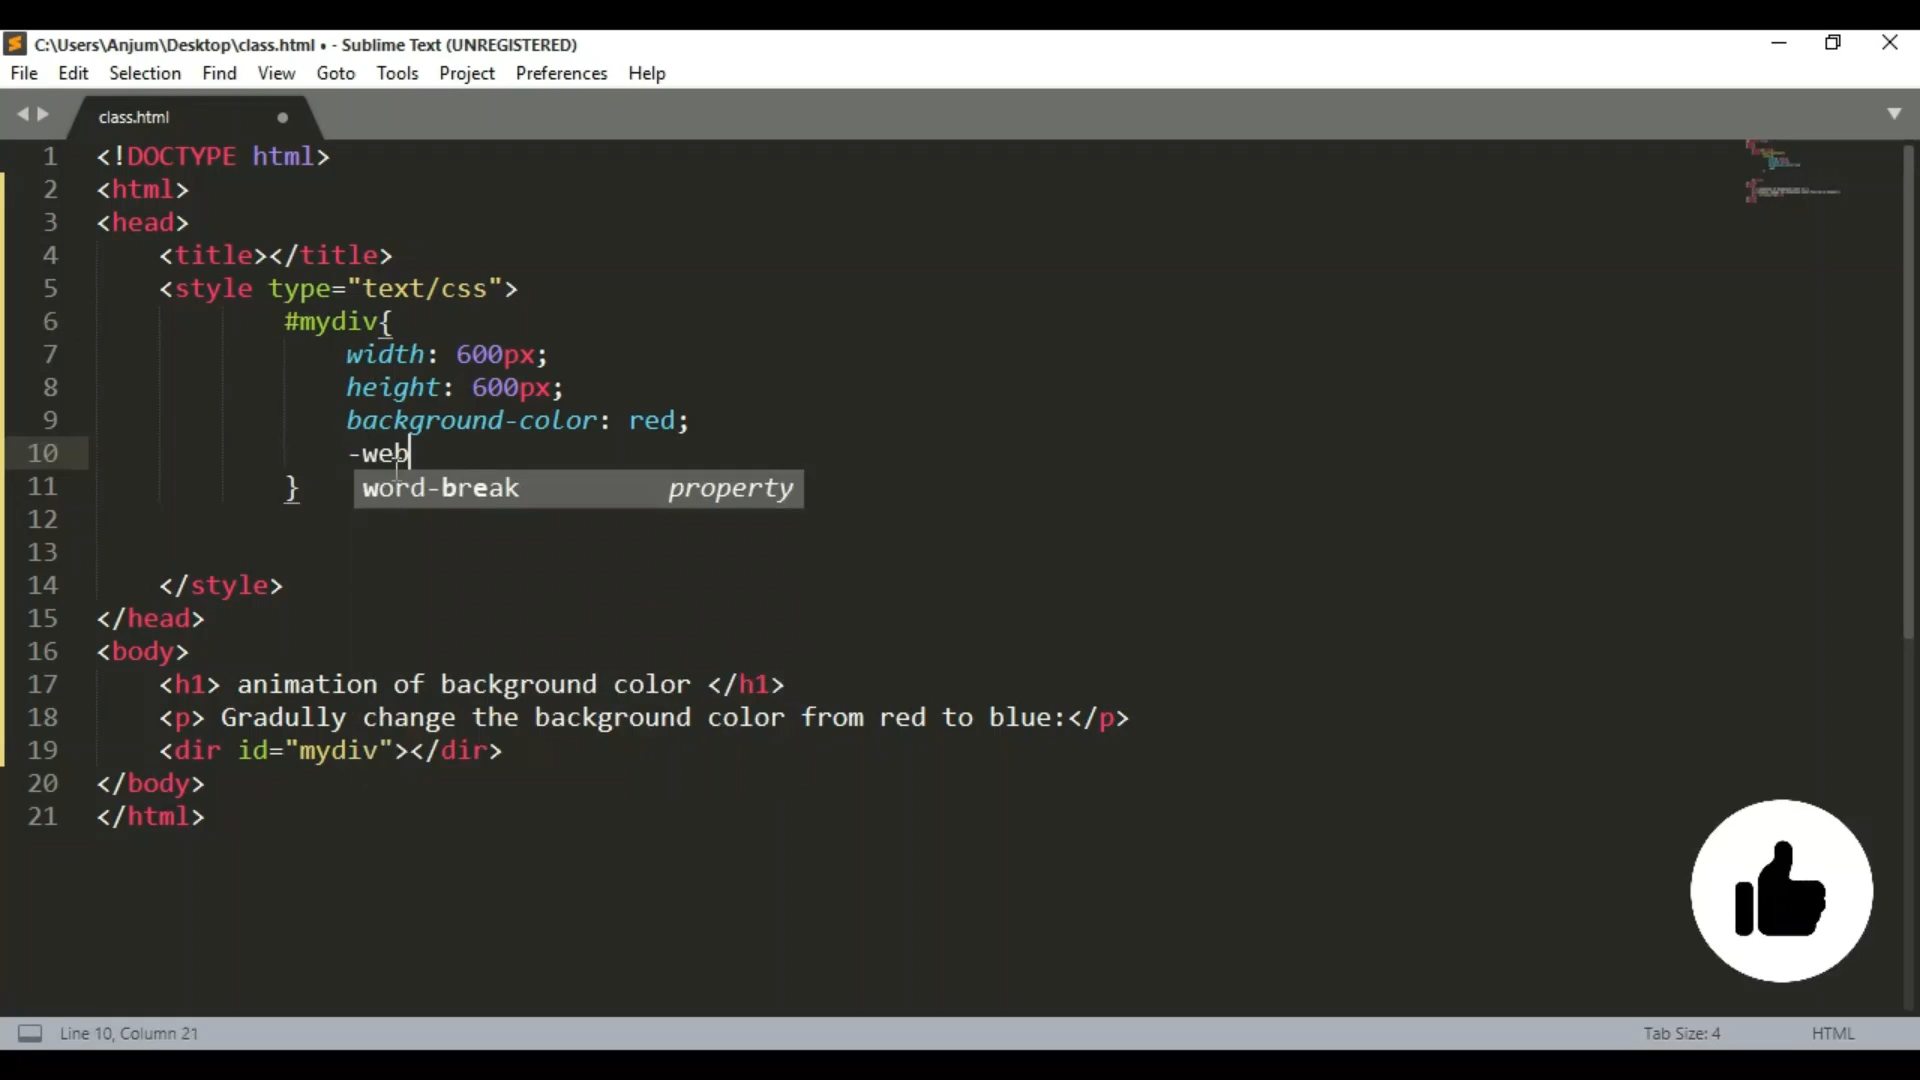 C:\Users\Anjum\Desktop\class.html • - Sublime Text (UNREGISTERED)
File Edit Selection Find View Goto Tools Project Preferences Help
class.html
1 <!DOCTYPE html>
2 <html>
3 <head>
4 <title></title>
5 <style type="text/css">
6 #mydiv{
7 width: 600px;
8 height: 600px;
9 background-color: red;
10 -web
11 }
word-break property
12
13
14 </style>
15 </head>
16 <body>
17 <h1> animation of background color </h1>
18 <p> Gradully change the background color from red to blue:</p>
19 <dir id="mydiv"></dir>
20 </body>
21 </html>
Line 10, Column 21
Tab Size: 4
HTML